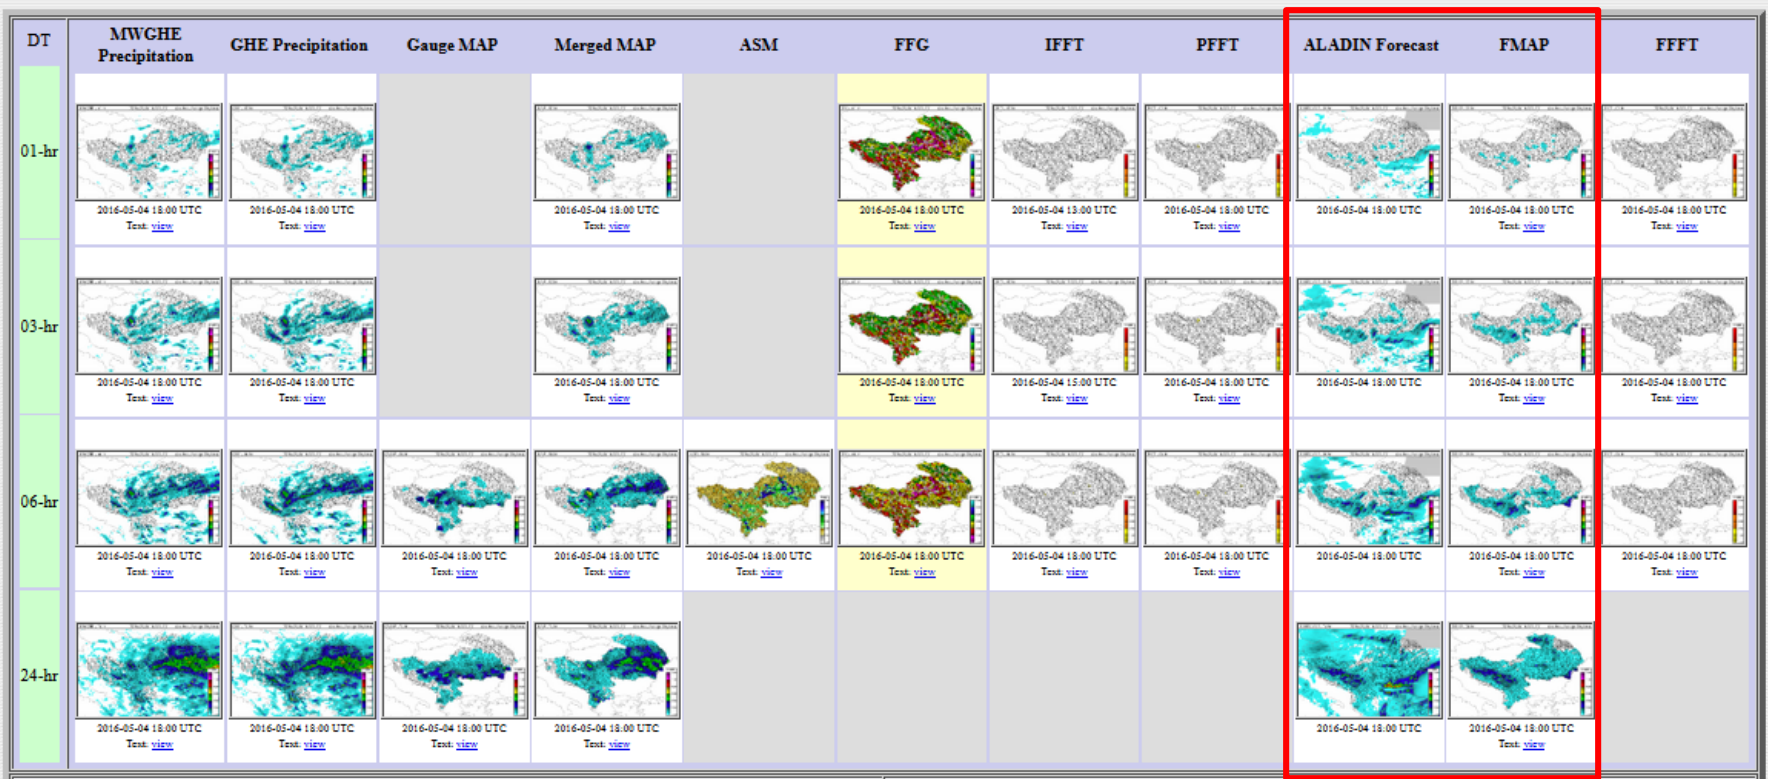 DT MWGHE Precipitation GHE Precipitation Gauge MAP Merged MAP ASM FFG IFFT PFFT ALADIN Forecast FMAP FFFT
01-hr
2016-05-04 18:00 UTC 2016-05-04 18:00 UTC 2016-05-04 18:00 UTC 2016-05-04 18:00 UTC 2016-05-04 13:00 UTC 2016-05-04 18:00 UTC 2016-05-04 18:00 UTC 2016-05-04 18:00 UTC 2016-05-04 18:00 UTC
Text: view Text: view Text: view Text: view Text: view Text: view Text: view Text: view
03-hr
2016-05-04 18:00 UTC 2016-05-04 18:00 UTC 2016-05-04 18:00 UTC 2016-05-04 18:00 UTC 2016-05-04 15:00 UTC 2016-05-04 18:00 UTC 2016-05-04 18:00 UTC 2016-05-04 18:00 UTC 2016-05-04 18:00 UTC
Text: view Text: view Text: view Text: view Text: view Text: view Text: view Text: view
06-hr
2016-05-04 18:00 UTC 2016-05-04 18:00 UTC 2016-05-04 18:00 UTC 2016-05-04 18:00 UTC 2016-05-04 18:00 UTC 2016-05-04 18:00 UTC 2016-05-04 18:00 UTC 2016-05-04 18:00 UTC 2016-05-04 18:00 UTC 2016-05-04 18:00 UTC 2016-05-04 18:00 UTC
Text: view Text: view Text: view Text: view Text: view Text: view Text: view Text: view Text: view Text: view
24-hr
2016-05-04 18:00 UTC 2016-05-04 18:00 UTC 2016-05-04 18:00 UTC 2016-05-04 18:00 UTC 2016-05-04 18:00 UTC 2016-05-04 18:00 UTC
Text: view Text: view Text: view Text: view Text: view